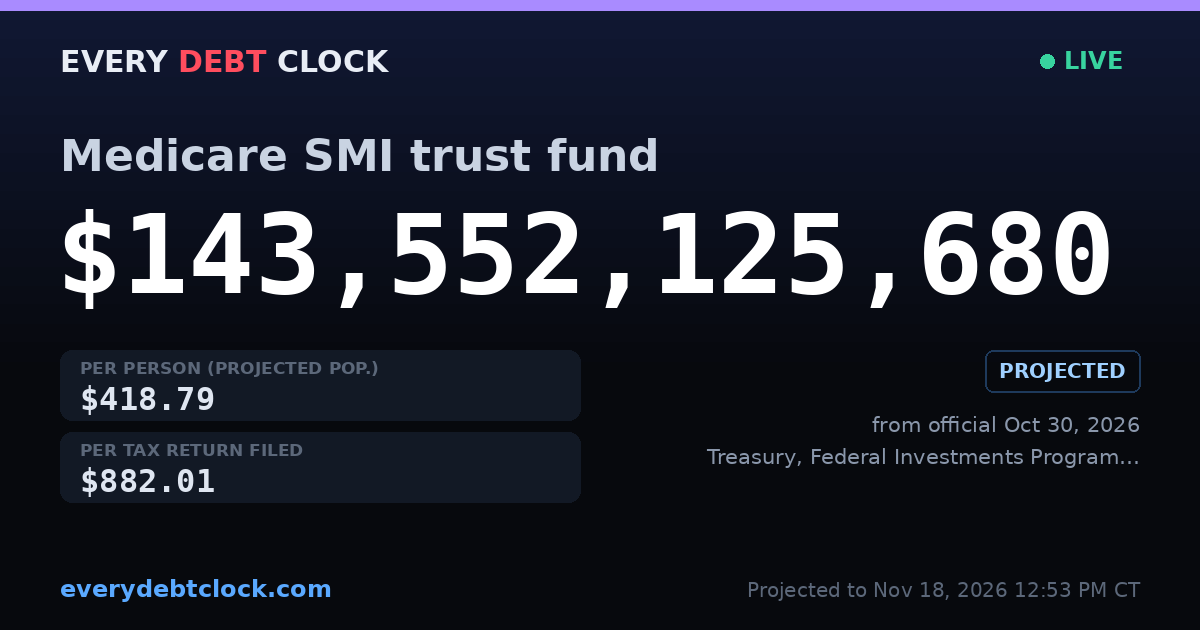 EVERY DEBT CLOCK
LIVE
Medicare SMI trust fund
$143,552,125,680
PER PERSON (PROJECTED POP.)
$418.79
PER TAX RETURN FILED
$882.01
PROJECTED
from official Oct 30, 2026
Treasury, Federal Investments Program…
everydebtclock.com
Projected to Nov 18, 2026 12:53 PM CT